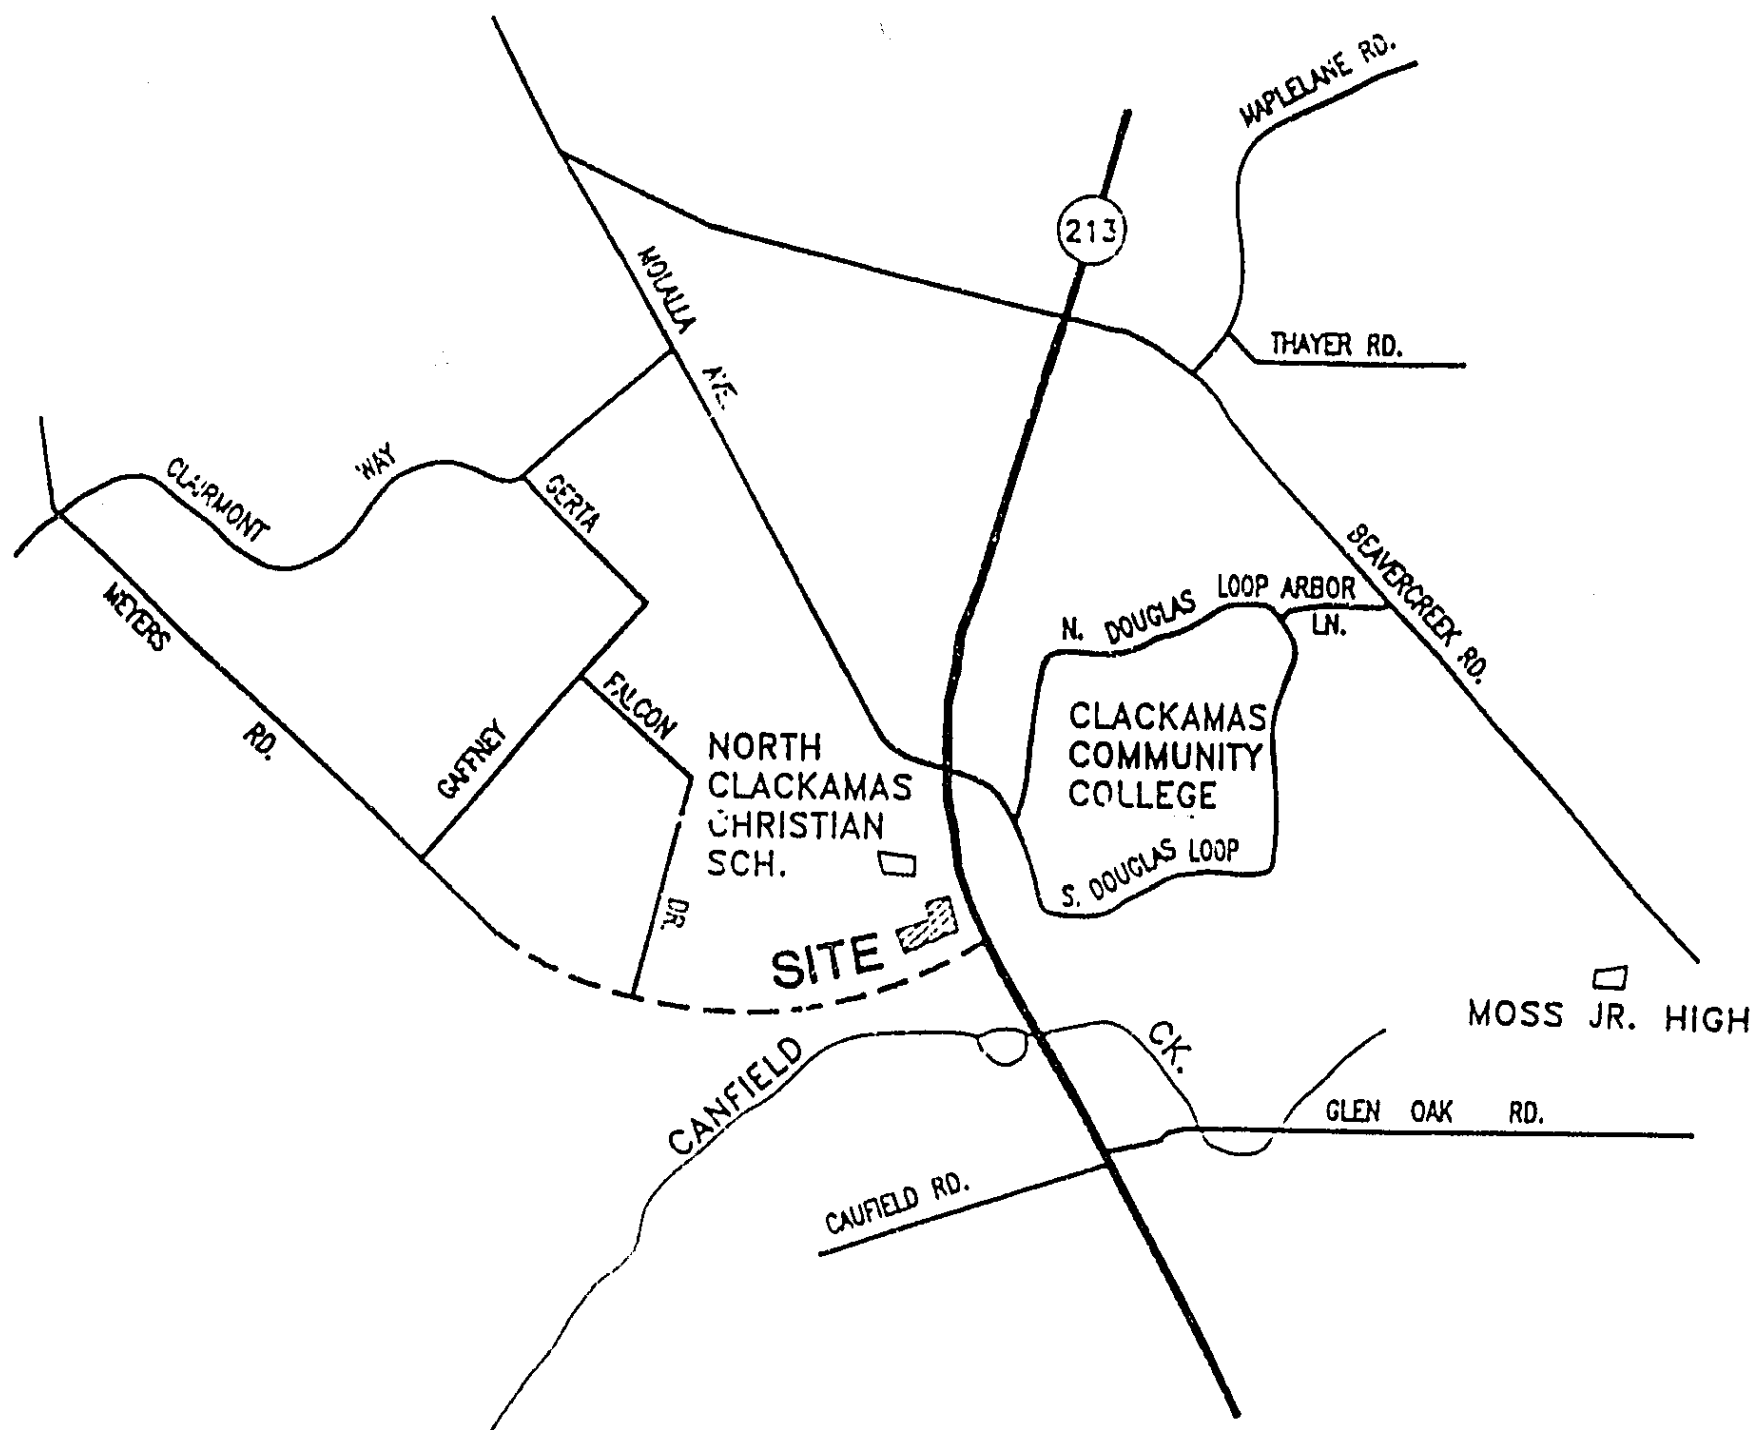 MAPLELANE RD.
213
MOLALLA AVE.
THAYER RD.
CLAIRMONT WAY
GERTA
BEAVERCREEK RD.
MEYERS RD.
N. DOUGLAS LOOP
ARBOR
LN.
FALCON DR.
GAFFNEY
NORTH
CLACKAMAS
CHRISTIAN
SCH.
CLACKAMAS
COMMUNITY
COLLEGE
S. DOUGLAS LOOP
SITE
MOSS JR. HIGH
CANFIELD CK.
GLEN OAK RD.
CAUFIELD RD.